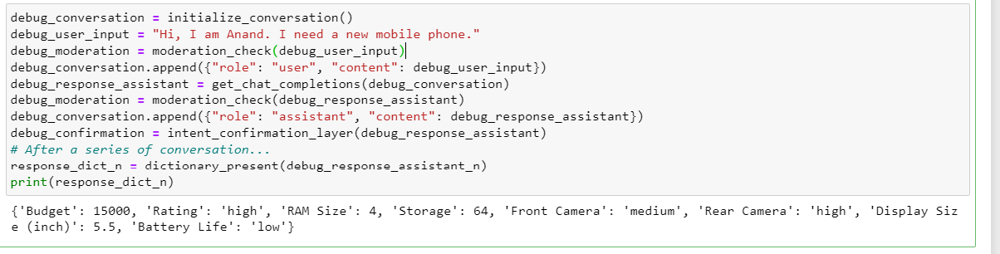 debug_conversation = initialize_conversation()
debug_user_input = "Hi, I am Anand. I need a new mobile phone."
debug_moderation = moderation_check(debug_user_input)
debug_conversation.append({"role": "user", "content": debug_user_input})
debug_response_assistant = get_chat_completions(debug_conversation)
debug_moderation = moderation_check(debug_response_assistant)
debug_conversation.append({"role": "assistant", "content": debug_response_assistant})
debug_confirmation = intent_confirmation_layer(debug_response_assistant)
# After a series of conversation...
response_dict_n = dictionary_present(debug_response_assistant_n)
print(response_dict_n)
{'Budget': 15000, 'Rating': 'high', 'RAM Size': 4, 'Storage': 64, 'Front Camera': 'medium', 'Rear Camera': 'high', 'Display Siz
e (inch)': 5.5, 'Battery Life': 'low'}